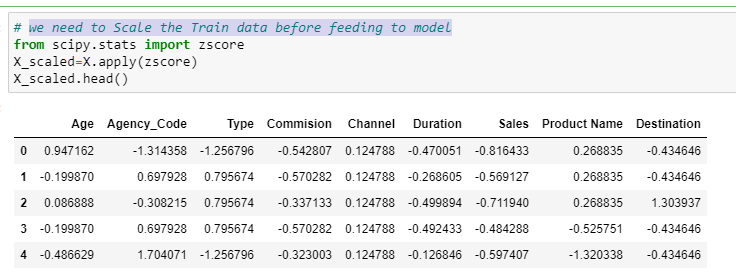 # we need to Scale the Train data before feeding to model
from scipy.stats import zscore
X_scaled=X.apply(zscore)
X_scaled.head()
Age Agency_Code Type Commision Channel Duration Sales Product Name Destination
0 0.947162 -1.314358 -1.256796 -0.542807 0.124788 -0.470051 -0.816433 0.268835 -0.434646
1 -0.199870 0.697928 0.795674 -0.570282 0.124788 -0.268605 -0.569127 0.268835 -0.434646
2 0.086888 -0.308215 0.795674 -0.337133 0.124788 -0.499894 -0.711940 0.268835 1.303937
3 -0.199870 0.697928 0.795674 -0.570282 0.124788 -0.492433 -0.484288 -0.525751 -0.434646
4 -0.486629 1.704071 -1.256796 -0.323003 0.124788 -0.126846 -0.597407 -1.320338 -0.434646